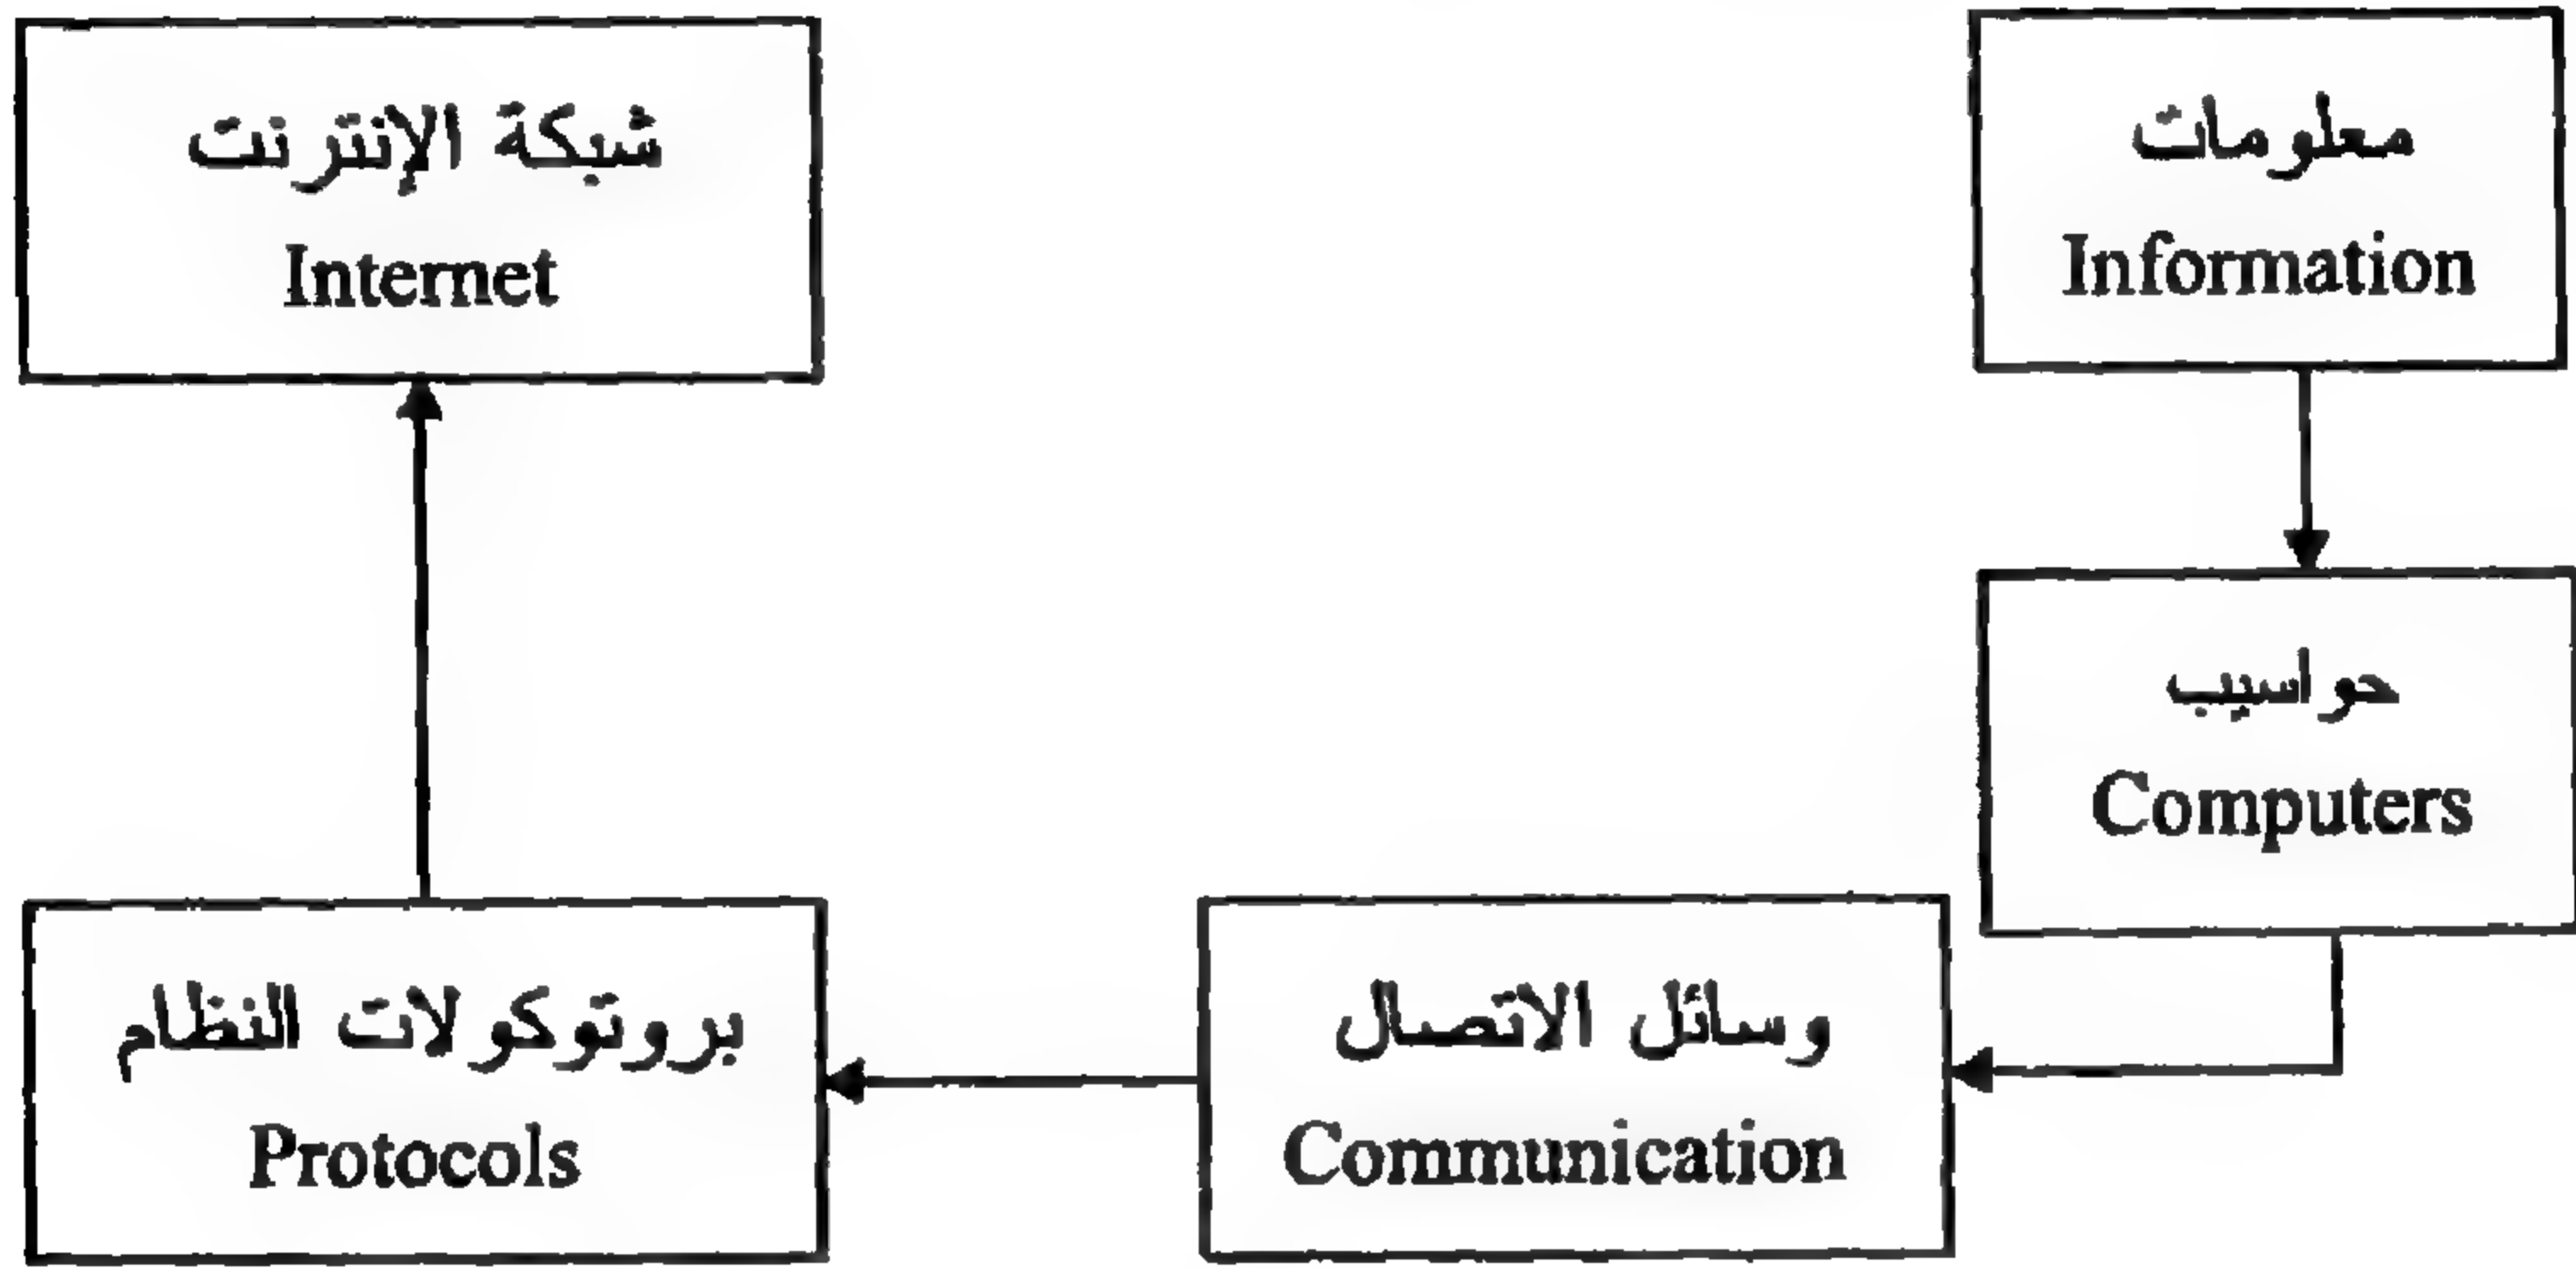 معلومات
Information
حواسيب
Computers
وسائل الاتصال
Communication
بروتوكولات النظام
Protocols
شبكة الإنترنت
Internet